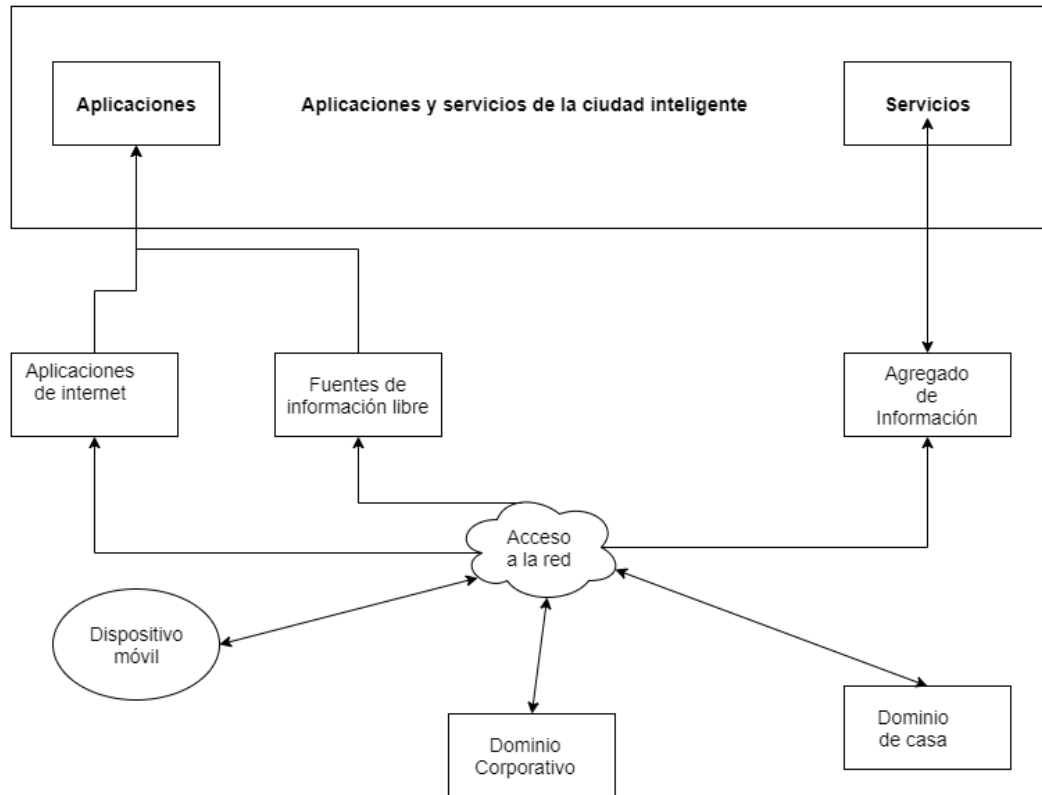 Aplicaciones
Aplicaciones y servicios de la ciudad inteligente
Servicios
Aplicaciones
de internet
Fuentes de
información libre
Agregado
de
Información
Acceso
a la red
Dispositivo
móvil
Dominio
Corporativo
Dominio
de casa